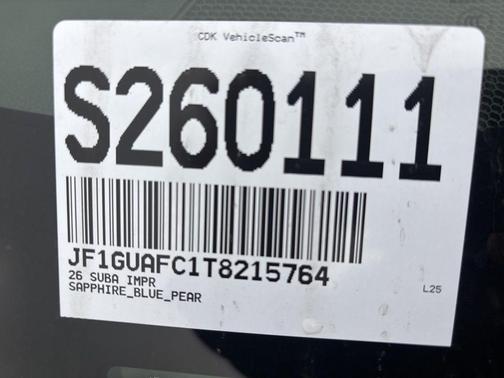 CDK VehicleScan™
S260111
JF1GUAFC1T8215764
26 SUBA IMPR
SAPPHIRE_BLUE_PEAR
L25